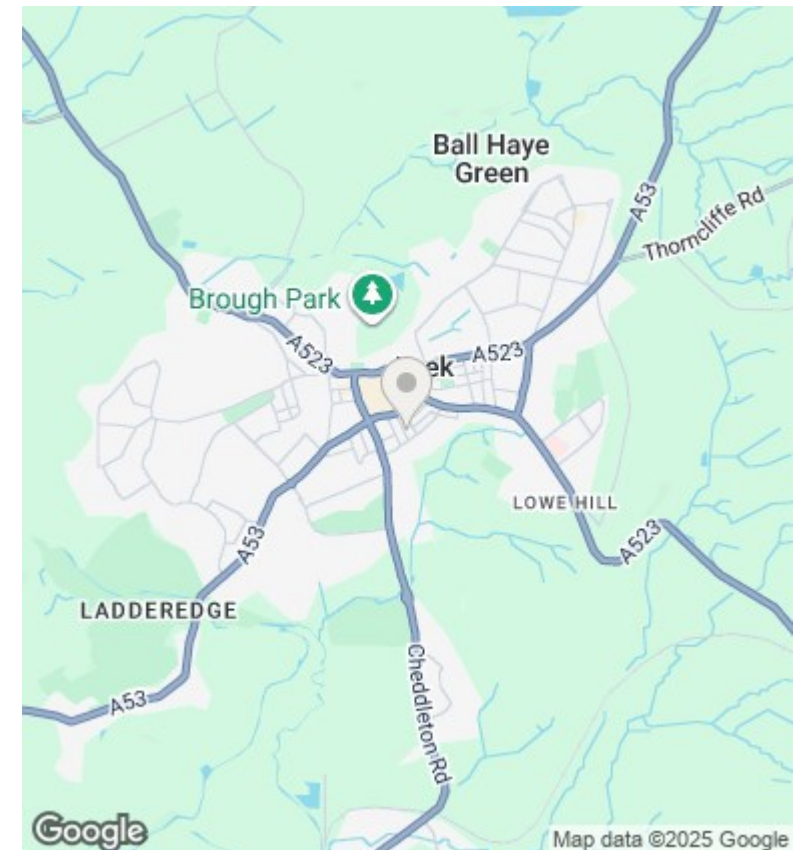 Ball Haye
Green
A53
Thorncliffe Rd
Brough Park
A523
A523
ek
LOWE HILL
A53
A523
LADDEREDGE
Cheddleton Rd
A53
Google
Map data ©2025 Google